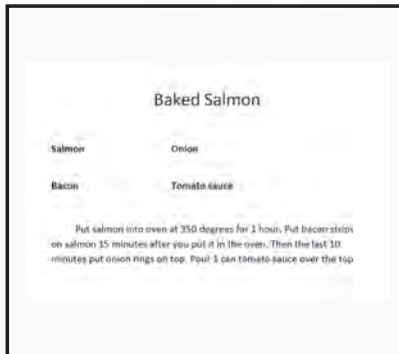 Baked Salmon
Salmon Onion
Bacon Tomato sauce
Put salmon into oven at 350 degrees for 1 hour. Put bacon strips
on salmon 15 minutes after you put it in the oven. Then the last 10
minutes put onion rings on top. Pour 1 can tomato sauce over the top